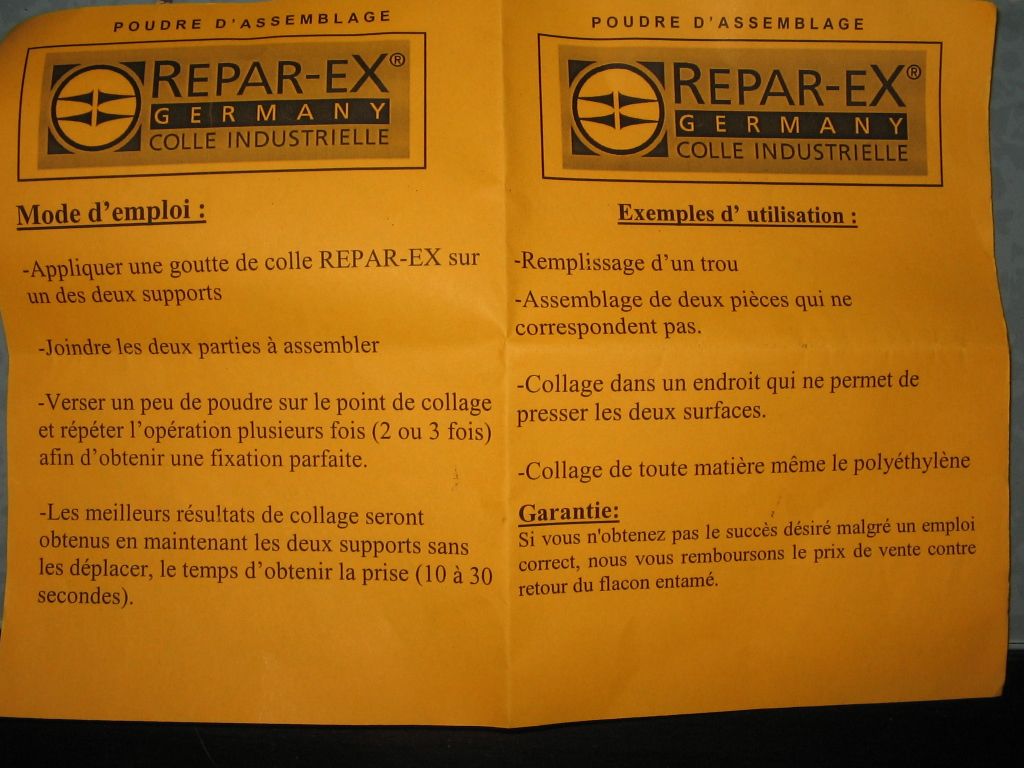 POUDRE D'ASSEMBLAGE
REPAR-EX®
GERMANY
COLLE INDUSTRIELLE
Mode d'emploi :
-Appliquer une goutte de colle REPAR-EX sur
un des deux supports
-Joindre les deux parties à assembler
-Verser un peu de poudre sur le point de collage
et répéter l'opération plusieurs fois (2 ou 3 fois)
afin d'obtenir une fixation parfaite.
-Les meilleurs résultats de collage seront
obtenus en maintenant les deux supports sans
les déplacer, le temps d'obtenir la prise (10 à 30
secondes).
POUDRE D'ASSEMBLAGE
REPAR-EX®
GERMANY
COLLE INDUSTRIELLE
Exemples d' utilisation :
-Remplissage d'un trou
-Assemblage de deux pièces qui ne
correspondent pas.
-Collage dans un endroit qui ne permet de
presser les deux surfaces.
-Collage de toute matière même le polyéthylène
Garantie:
Si vous n'obtenez pas le succès désiré malgré un emploi
correct, nous vous remboursons le prix de vente contre
retour du flacon entamé.